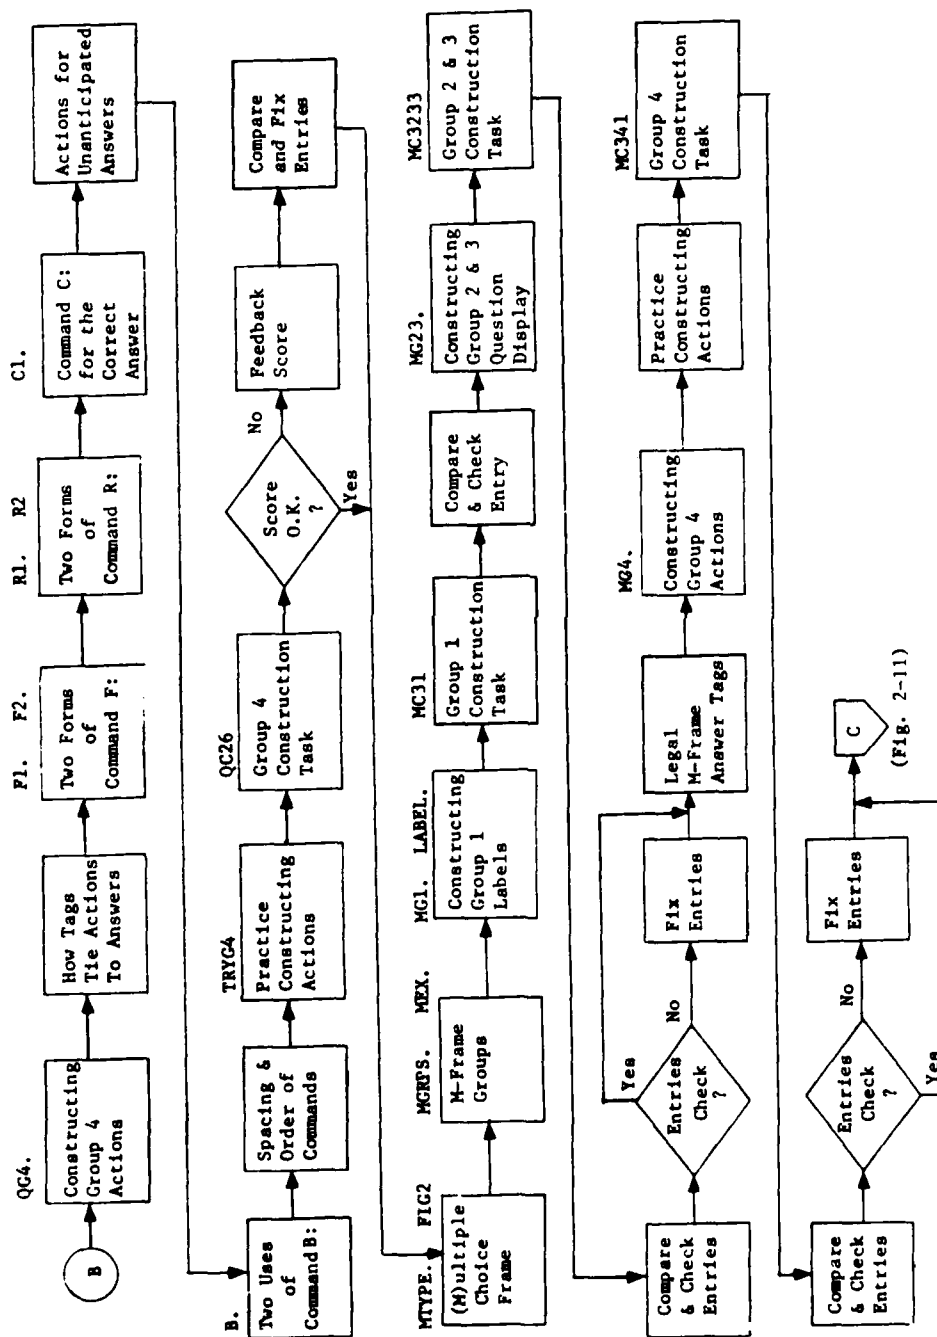 QG4.
F1. F2.
R1. R2
C1.
B
Constructing
Group 4
Actions
How Tags
Tie Actions
To Answers
Two Forms
of
Command F:
Two Forms
of
Command R:
Command C:
for the
Correct
Answer
Actions for
Unanticipated
Answers
B.
TRYG4
QC26
Two Uses
of
Command B:
Spacing &
Order of
Commands
Practice
Constructing
Actions
Group 4
Construction
Task
Score
O.K.
?
No
Yes
Feedback
Score
Compare
and Fix
Entries
MTYPE. FIG2
MGRPS. MEX.
MG1. LABEL.
MC31
MG23.
MC3233
(M)ultiple
Choice
Frame
M-Frame
Groups
Constructing
Group 1
Labels
Group 1
Construction
Task
Compare
& Check
Entry
Constructing
Group 2 & 3
Question
Display
Group 2 & 3
Construction
Task
MG4.
MC341
Compare
& Check
Entries
Entries
Check
?
Yes
No
Fix
Entries
Legal
M-Frame
Answer Tags
Constructing
Group 4
Actions
Practice
Constructing
Actions
Group 4
Construction
Task
Compare
& Check
Entries
Entries
Check
?
No
Yes
Fix
Entries
C
(Fig. 2-11)